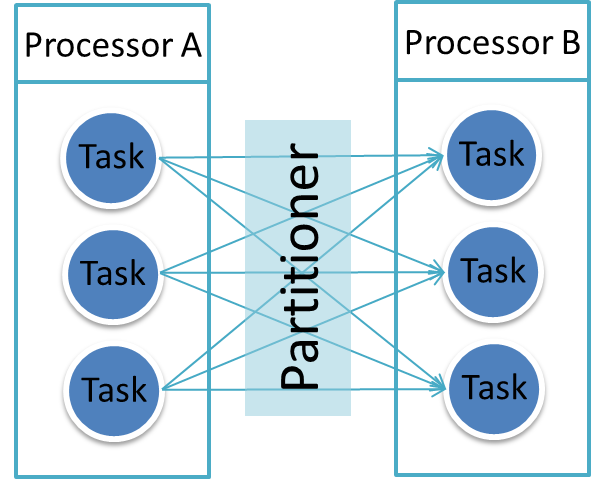 Processor A
Task
Task
Task
Partitioner
Processor B
Task
Task
Task